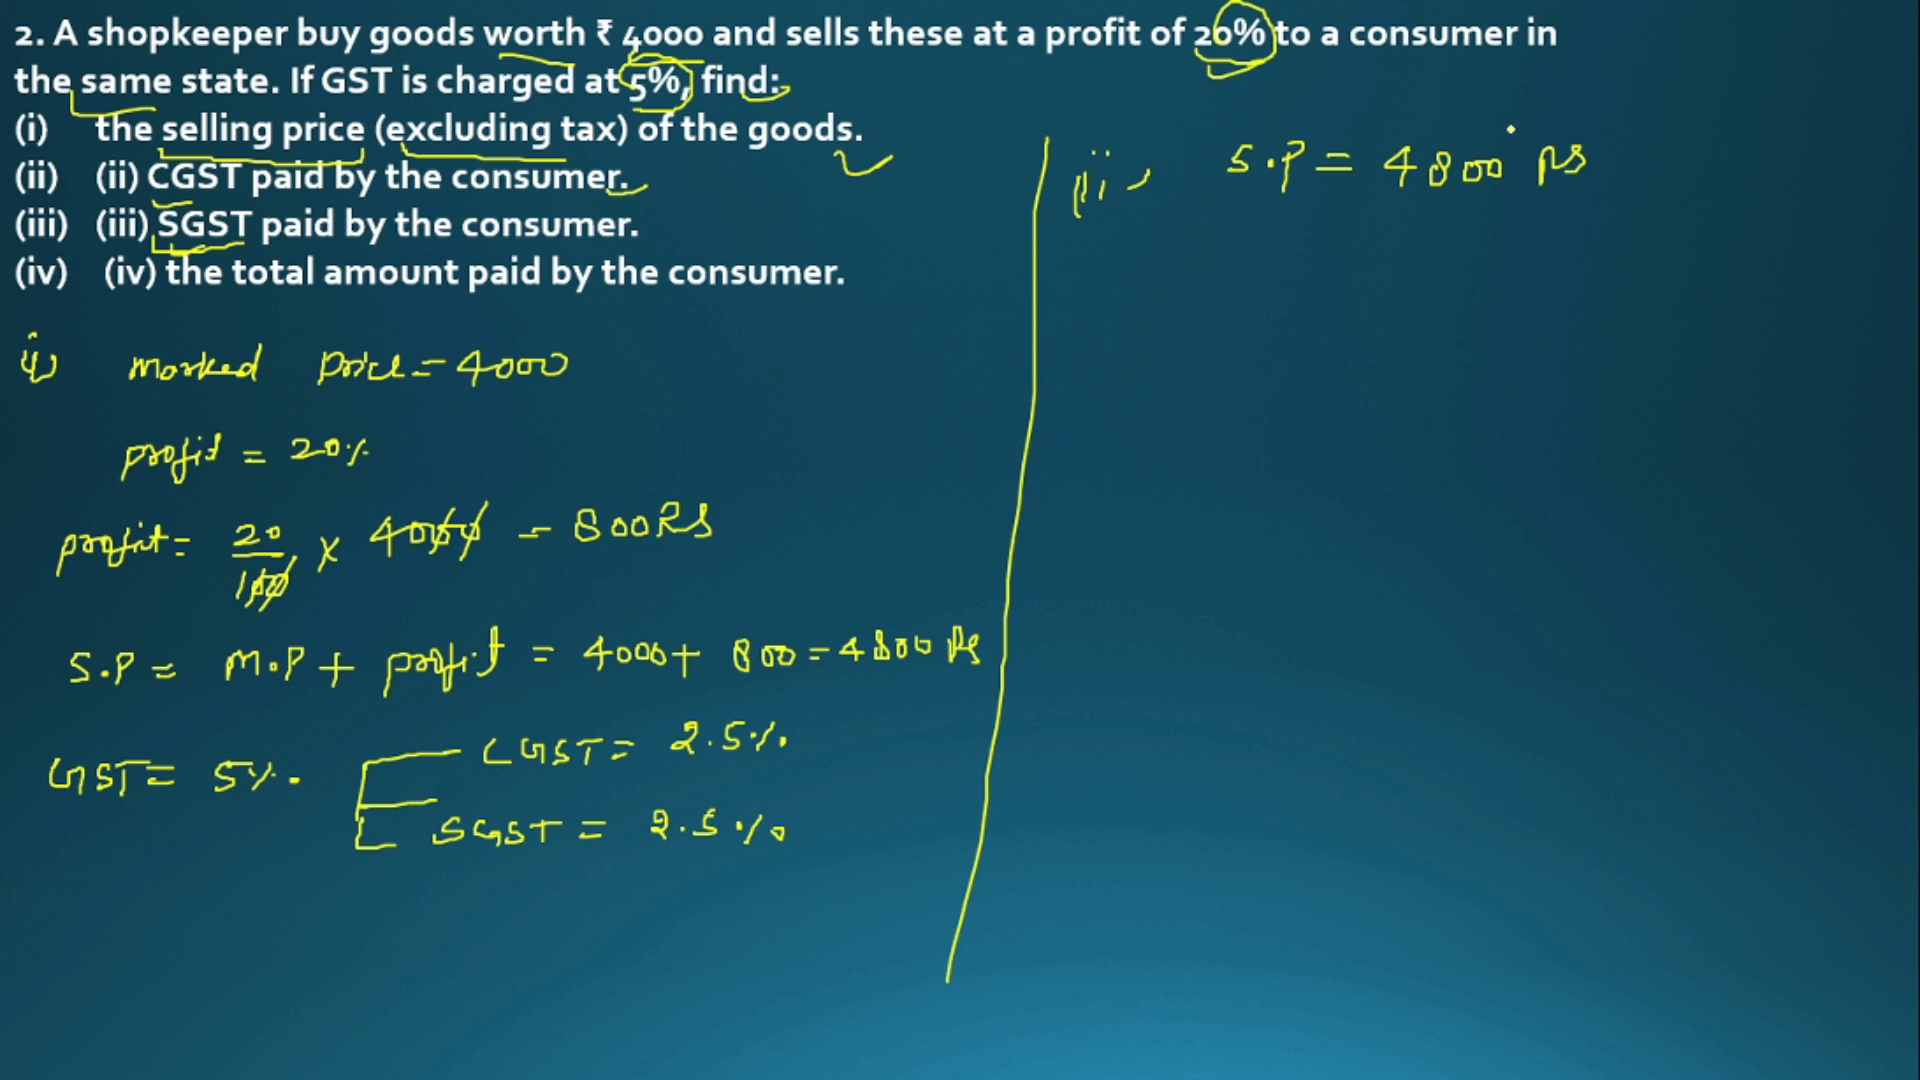 2. A shopkeeper buy goods worth ₹ 4000 and sells these at a profit of 20% to a consumer in
the same state. If GST is charged at 5%, find:
(i) the selling price (excluding tax) of the goods.
(ii) (ii) CGST paid by the consumer.
(iii) (iii) SGST paid by the consumer.
(iv) (iv) the total amount paid by the consumer.
i) Marked Price = 4000
profit = 20%
profit = 20/100 × 4000 = 800 RS
S.P = M.P + profit = 4000 + 800 = 4800 Rs
GST = 5%.
CGST = 2.5%.
SGST = 2.5%
ii, S.P = 4800 Rs